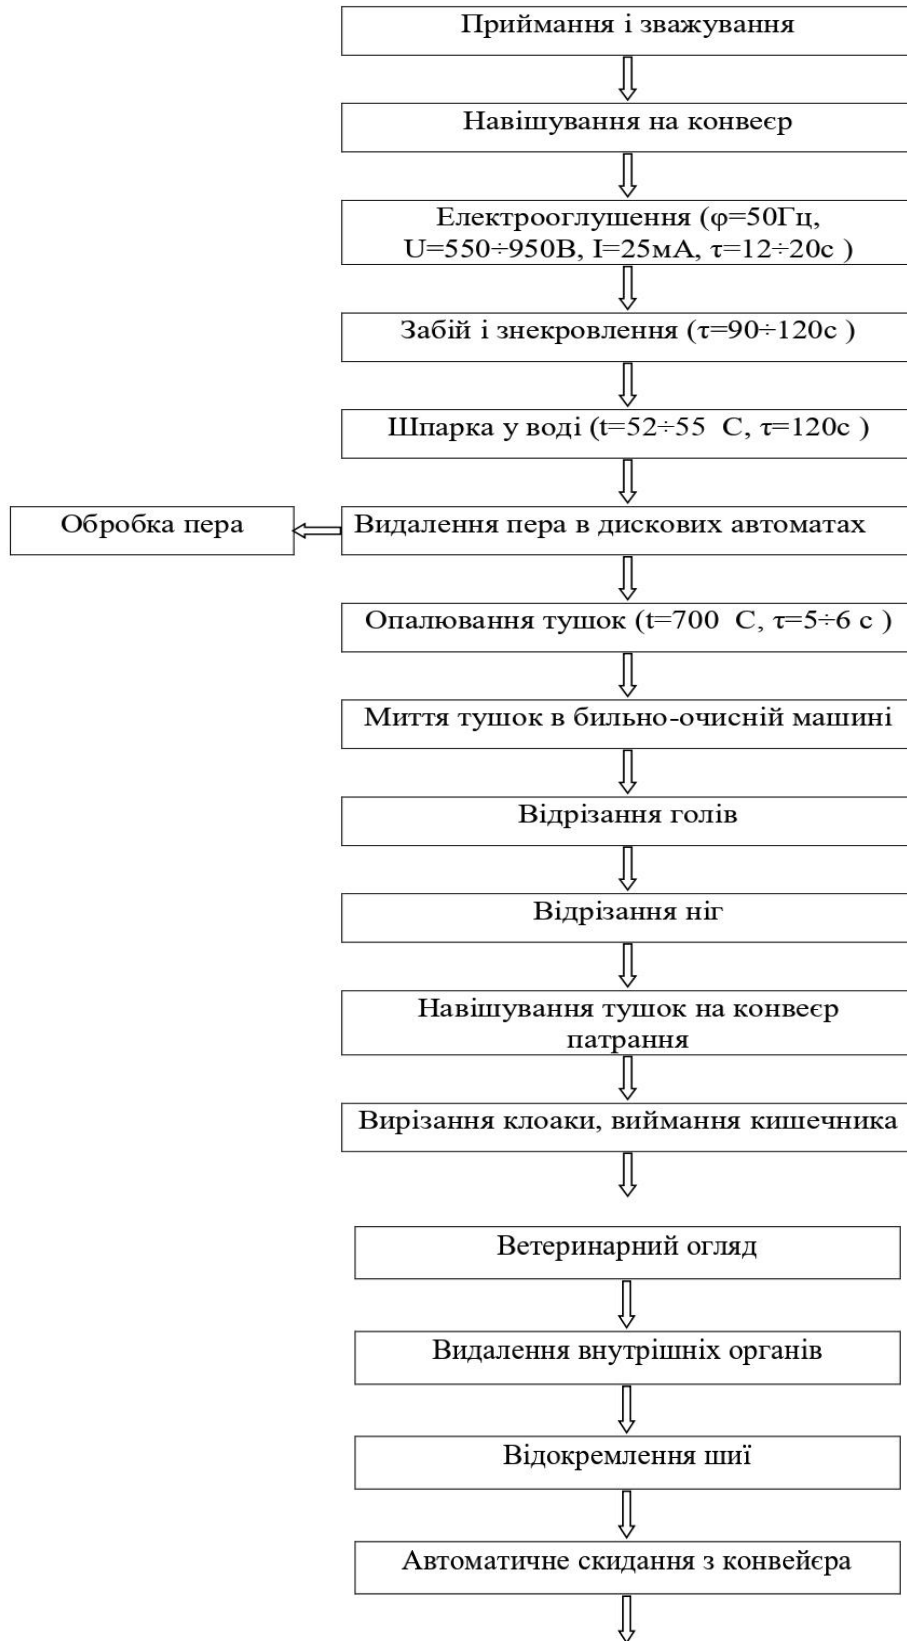 Приймання і зважування
Навішування на конвеєр
Електрооглушення (φ=50Гц,
U=550÷950В, I=25мА, τ=12÷20с )
Забій і знекровлення (τ=90÷120с )
Шпарка у воді (t=52÷55 С, τ=120с )
Обробка пера
Видалення пера в дискових автоматах
Опалювання тушок (t=700 С, τ=5÷6 с )
Миття тушок в бильно-очисній машині
Відрізання голів
Відрізання ніг
Навішування тушок на конвеєр
патрання
Вирізання клоаки, виймання кишечника
Ветеринарний огляд
Видалення внутрішніх органів
Відокремлення шиї
Автоматичне скидання з конвейєра